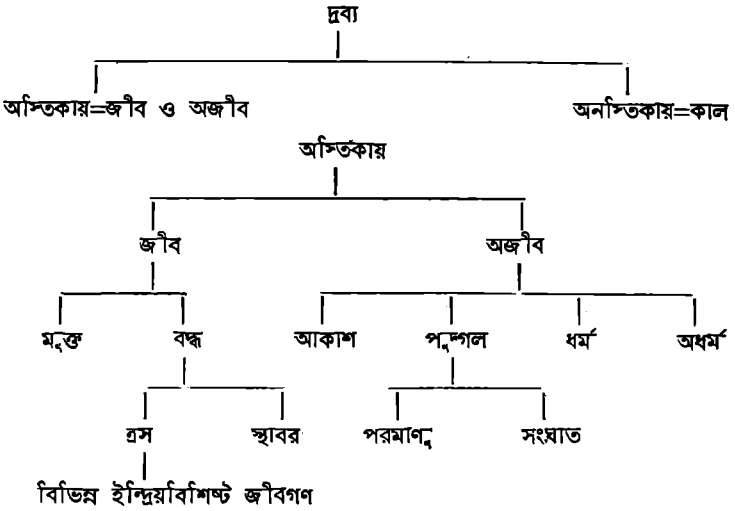 দ্রব্য
অস্তিকায়=জীব ও অজীব অনস্তিকায়=কাল
অস্তিকায়
জীব অজীব
মুক্ত বদ্ধ আকাশ পুদ্গল ধর্ম অধর্ম
ত্রস স্থাবর পরমাণু সংঘাত
বিভিন্ন ইন্দ্রিয়বিশিষ্ট জীবগণ